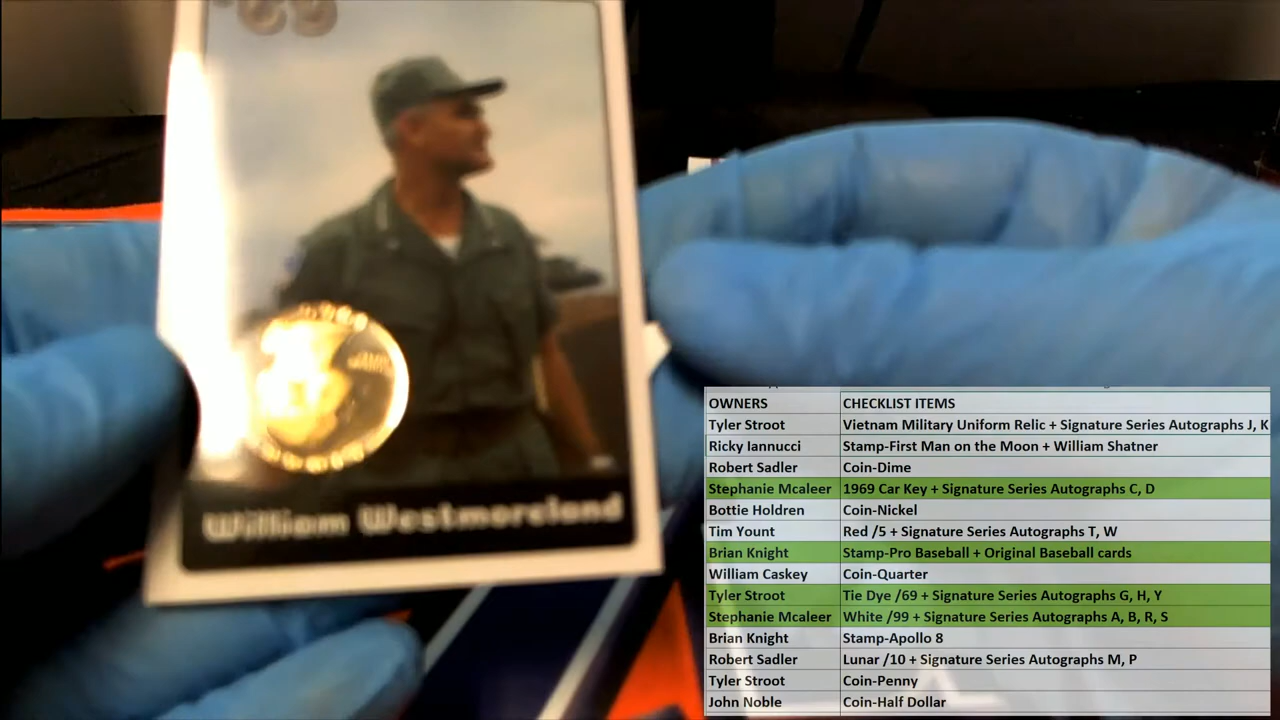 William Westmoreland
OWNERS CHECKLIST ITEMS
Tyler Stroot Vietnam Military Uniform Relic + Signature Series Autographs J, K
Ricky Iannucci Stamp-First Man on the Moon + William Shatner
Robert Sadler Coin-Dime
Stephanie Mcaleer 1969 Car Key + Signature Series Autographs C, D
Bottie Holdren Coin-Nickel
Tim Yount Red /5 + Signature Series Autographs T, W
Brian Knight Stamp-Pro Baseball + Original Baseball cards
William Caskey Coin-Quarter
Tyler Stroot Tie Dye /69 + Signature Series Autographs G, H, Y
Stephanie Mcaleer White /99 + Signature Series Autographs A, B, R, S
Brian Knight Stamp-Apollo 8
Robert Sadler Lunar /10 + Signature Series Autographs M, P
Tyler Stroot Coin-Penny
John Noble Coin-Half Dollar